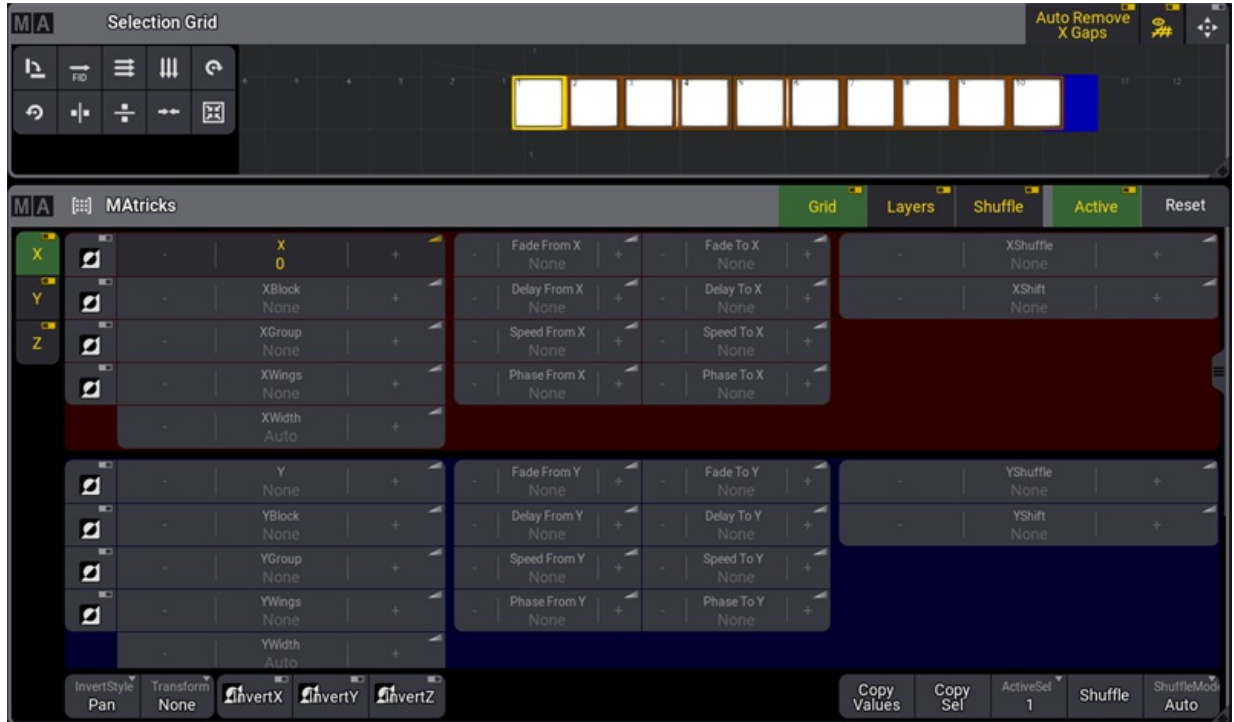 MA Selection Grid
Auto Remove
X Gaps
FID
6 4 3 2 1 1 2 3 4 5 6 7 8 9 10 11 12
MA MAtricks Grid Layers Shuffle Active Reset
X
- X +
0
- Fade From X +
None
- Fade To X +
None
- XShuffle +
None
Y
- XBlock +
None
- Delay From X +
None
- Delay To X +
None
- XShift +
None
Z
- XGroup +
None
- Speed From X +
None
- Speed To X +
None
- XWings +
None
- Phase From X +
None
- Phase To X +
None
- XWidth +
Auto
- Y +
None
- Fade From Y +
None
- Fade To Y +
None
- YShuffle +
None
- YBlock +
None
- Delay From Y +
None
- Delay To Y +
None
- YShift +
None
- YGroup +
None
- Speed From Y +
None
- Speed To Y +
None
- YWings +
None
- Phase From Y +
None
- Phase To Y +
None
- YWidth +
Auto
InvertStyle
Pan
Transform
None
InvertX
InvertY
InvertZ
Copy
Values
Copy
Sel
ActiveSel
1
Shuffle
ShuffleMode
Auto